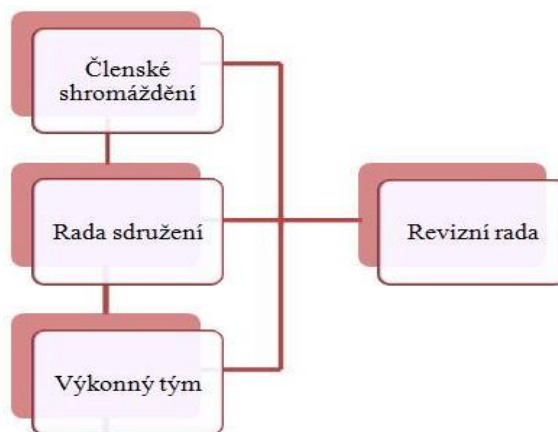 Členské
shromáždění
Rada sdružení
Revizní rada
Výkonný tým